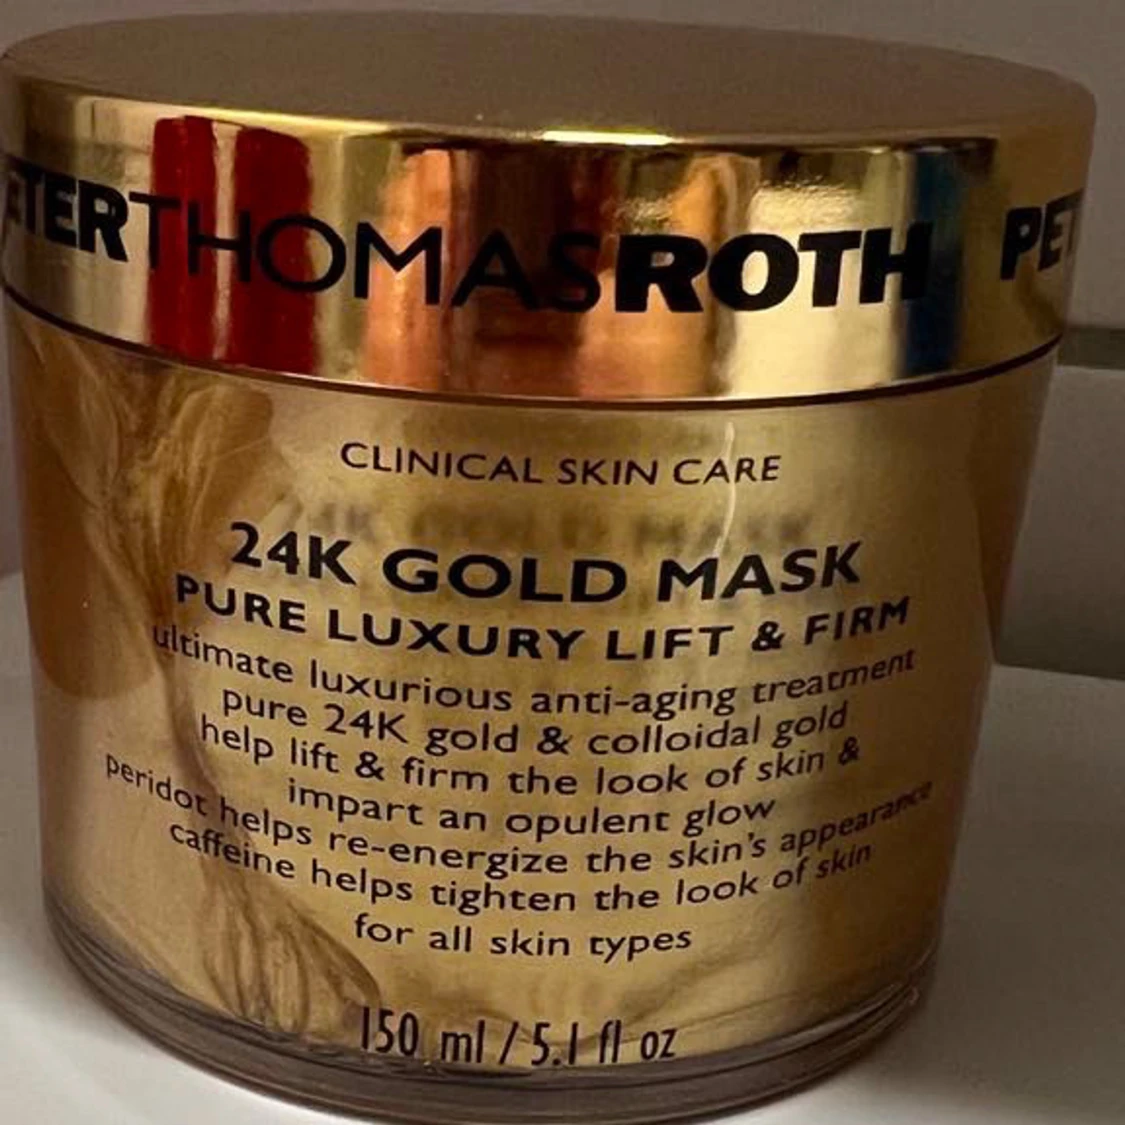 ETERTHOMASROTH PET
CLINICAL SKIN CARE
24K GOLD MASK
PURE LUXURY LIFT & FIRM
ultimate luxurious anti-aging treatment
pure 24K gold & colloidal gold
help lift & firm the look of skin &
impart an opulent glow
peridot helps re-energize the skin's appearance
caffeine helps tighten the look of skin
for all skin types
150 ml / 5.1 fl oz